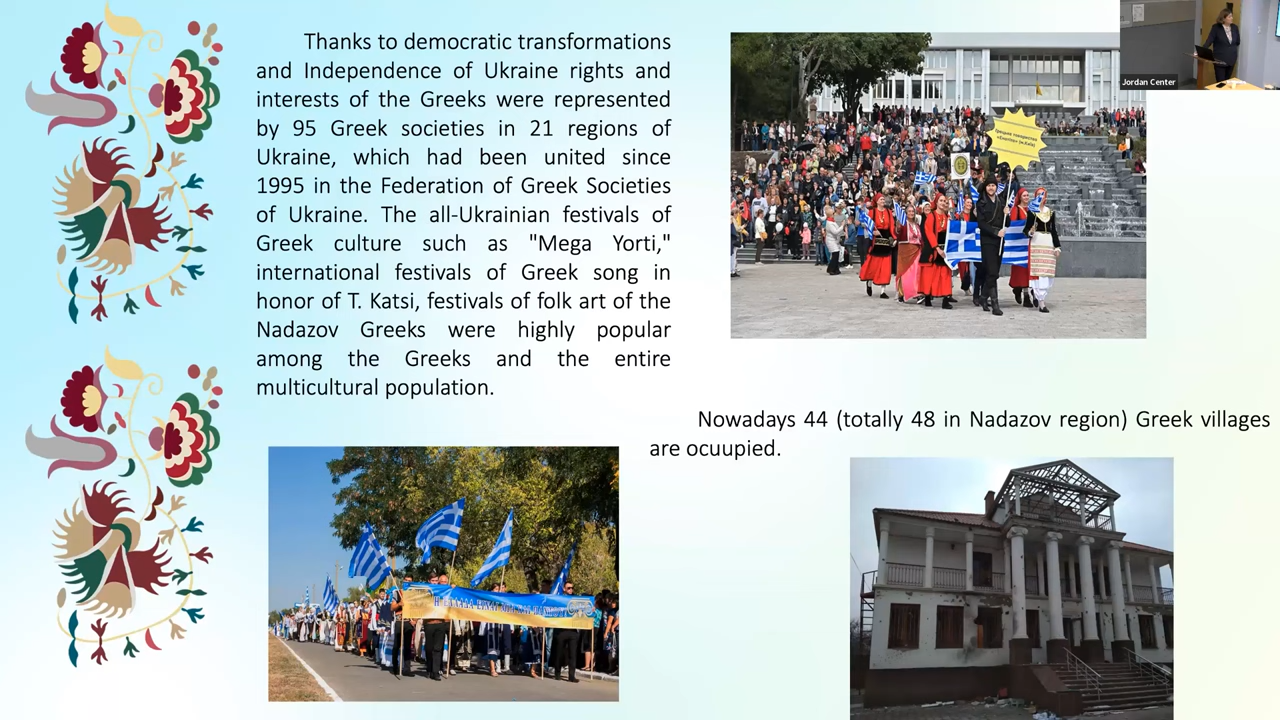 Thanks to democratic transformations
and Independence of Ukraine rights and
interests of the Greeks were represented
by 95 Greek societies in 21 regions of
Ukraine, which had been united since
1995 in the Federation of Greek Societies
of Ukraine. The all-Ukrainian festivals of
Greek culture such as "Mega Yorti,"
international festivals of Greek song in
honor of T. Katsi, festivals of folk art of the
Nadazov Greeks were highly popular
among the Greeks and the entire
multicultural population.
Jordan Center
Nowadays 44 (totally 48 in Nadazov region) Greek villages
are ocuupied.